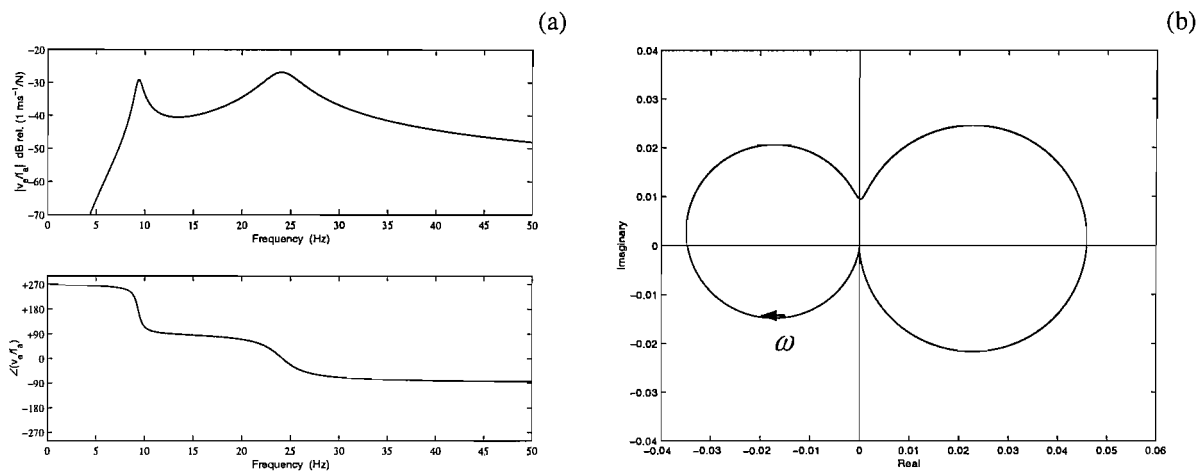 (a)
-20
-30
-40
-50
-60
-70
|v_e/f_a| dB rel. (1 ms^-1/N)
0 5 10 15 20 25 30 35 40 45 50
Frequency (Hz)
+270
+180
+90
0
-90
-180
-270
∠(v_e/f_a)
0 5 10 15 20 25 30 35 40 45 50
Frequency (Hz)
(b)
0.04
0.03
0.02
0.01
0
-0.01
-0.02
-0.03
-0.04
Imaginary
ω
-0.04 -0.03 -0.02 -0.01 0 0.01 0.02 0.03 0.04 0.05 0.06
Real